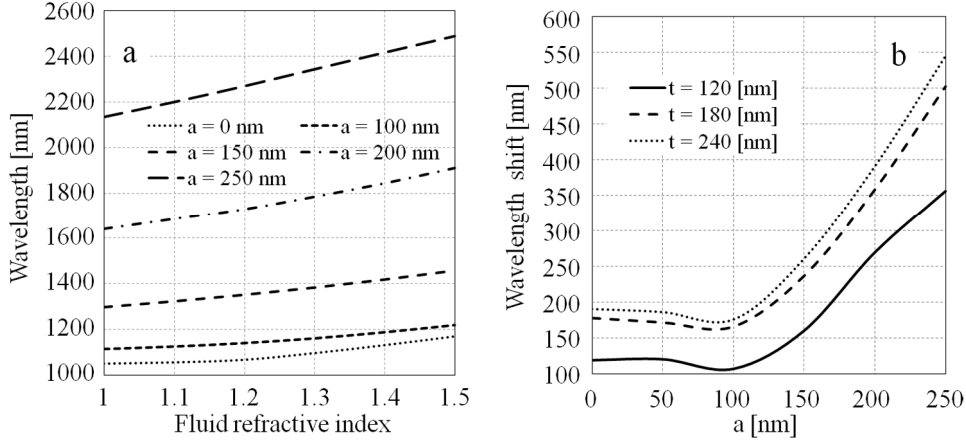 2600
2400
2200
2000
1800
1600
1400
1200
1000
Wavelength [nm]
a
a = 0 nm
a = 100 nm
a = 150 nm
a = 200 nm
a = 250 nm
1 1.1 1.2 1.3 1.4 1.5
Fluid refractive index
600
550
500
450
400
350
300
250
200
150
100
Wavelength shift [nm]
b
t = 120 [nm]
t = 180 [nm]
t = 240 [nm]
0 50 100 150 200 250
a [nm]